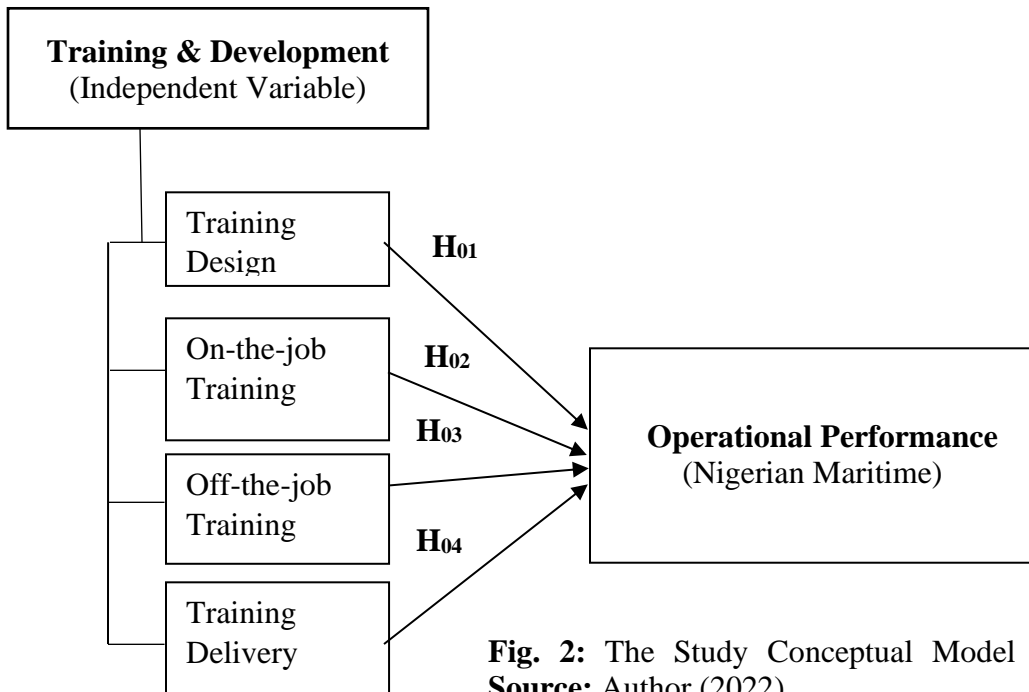 Training & Development
(Independent Variable)
Training
Design
H01
On-the-job
Training
H02
H03
Off-the-job
Training
H04
Training
Delivery
Operational Performance
(Nigerian Maritime)
Fig. 2: The Study Conceptual Model
Source: Author (2022)